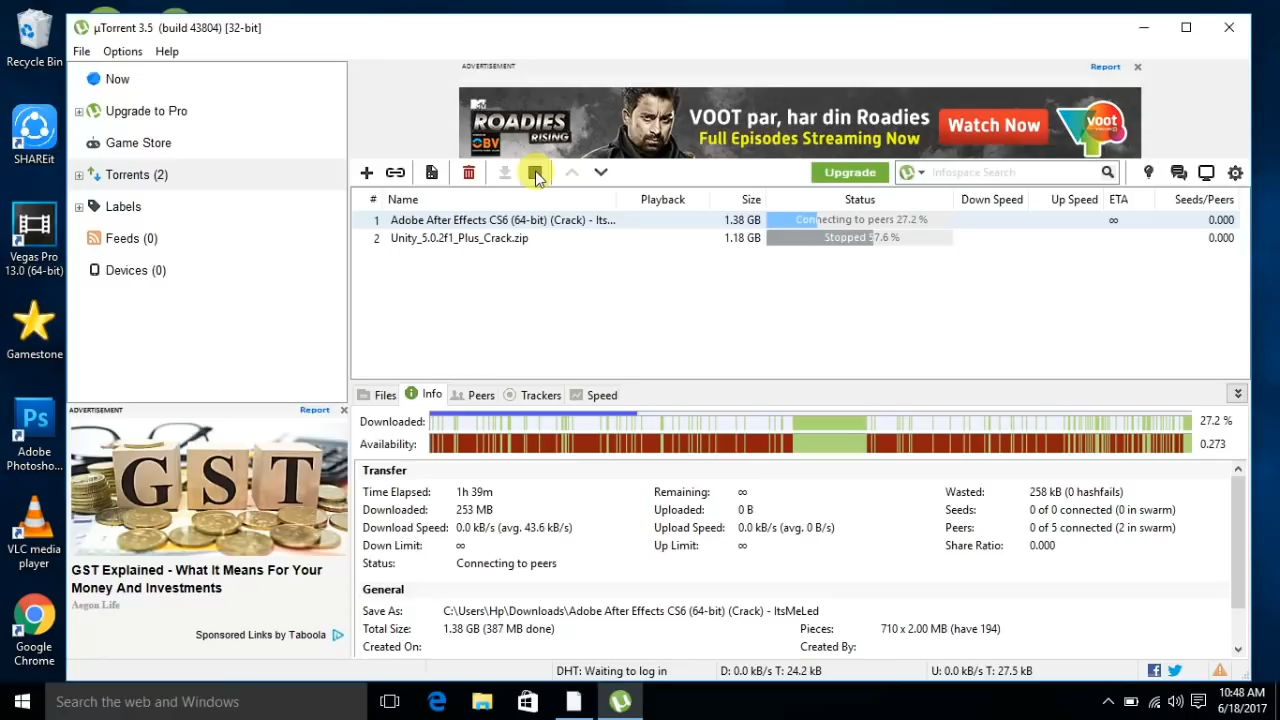 µTorrent 3.5 (build 43804) [32-bit]
File Options Help
Recycle Bin
SHAREit
Vegas Pro
13.0 (64-bit)
Gamestone
Adobe
Photosho...
VLC media
player
Google
Chrome
Now
Upgrade to Pro
Game Store
Torrents (2)
Labels
Feeds (0)
Devices (0)
ADVERTISEMENT Report
MTV
ROADIES
RISING
OBV
VOOT par, har din Roadies
Full Episodes Streaming Now
Watch Now
VOOT
Upgrade Infospace Search
# Name Playback Size Status Down Speed Up Speed ETA Seeds/Peers
1 Adobe After Effects CS6 (64-bit) (Crack) - Its... 1.38 GB Connecting to peers 27.2 % ∞ 0.000
2 Unity_5.0.2f1_Plus_Crack.zip 1.18 GB Stopped 57.6 % 0.000
ADVERTISEMENT Report
GST
GST Explained - What It Means For Your
Money And Investments
Aegon Life
Sponsored Links by Taboola
Files Info Peers Trackers Speed
Downloaded: 27.2 %
Availability: 0.273
Transfer
Time Elapsed: 1h 39m Remaining: ∞ Wasted: 258 kB (0 hashfails)
Downloaded: 253 MB Uploaded: 0 B Seeds: 0 of 0 connected (0 in swarm)
Download Speed: 0.0 kB/s (avg. 43.6 kB/s) Upload Speed: 0.0 kB/s (avg. 0 B/s) Peers: 0 of 5 connected (2 in swarm)
Down Limit: ∞ Up Limit: ∞ Share Ratio: 0.000
Status: Connecting to peers
General
Save As: C:\Users\Hp\Downloads\Adobe After Effects CS6 (64-bit) (Crack) - ItsMeLed
Total Size: 1.38 GB (387 MB done) Pieces: 710 x 2.00 MB (have 194)
Created On: Created By:
DHT: Waiting to log in D: 0.0 kB/s T: 24.2 kB U: 0.0 kB/s T: 27.5 kB
Search the web and Windows
10:48 AM
6/18/2017